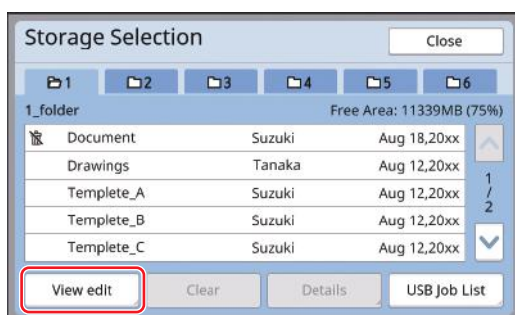 Storage Selection Close
1 2 3 4 5 6
1_folder Free Area: 11339MB (75%)
Document Suzuki Aug 18,20xx
Drawings Tanaka Aug 12,20xx
Templete_A Suzuki Aug 12,20xx
Templete_B Suzuki Aug 12,20xx
Templete_C Suzuki Aug 12,20xx
1
/
2
View edit Clear Details USB Job List